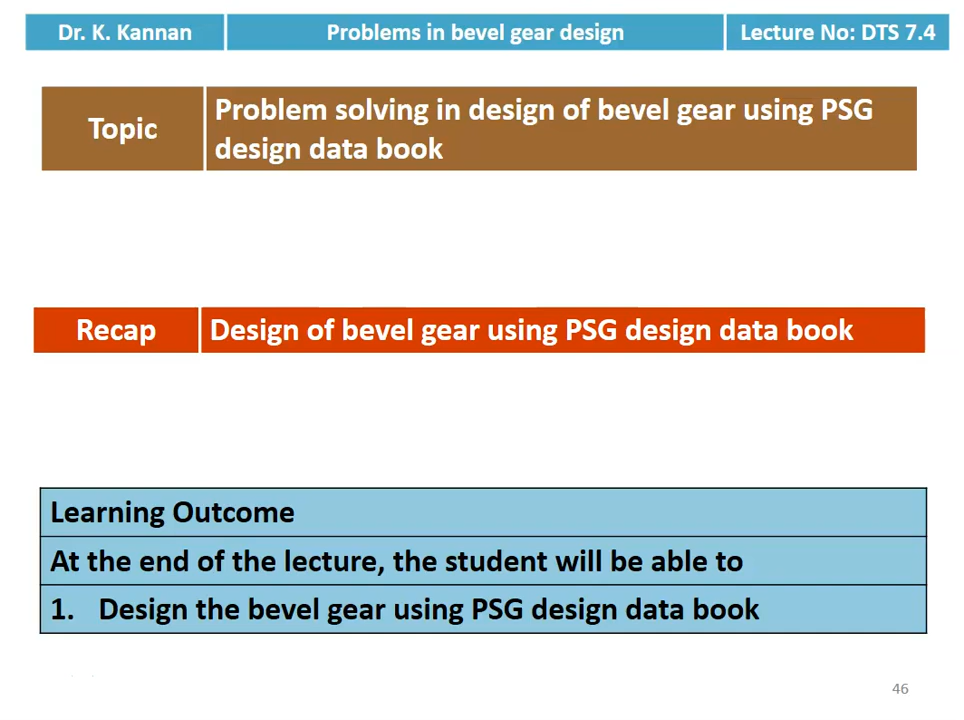 Dr. K. Kannan
Problems in bevel gear design
Lecture No: DTS 7.4
Topic
Problem solving in design of bevel gear using PSG
design data book
Recap
Design of bevel gear using PSG design data book
Learning Outcome
At the end of the lecture, the student will be able to
1. Design the bevel gear using PSG design data book
46